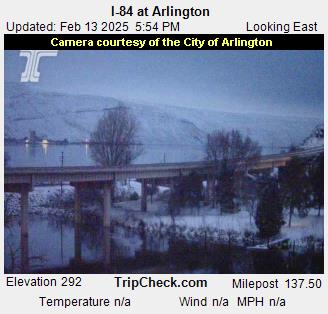 I-84 at Arlington
Updated: Feb 13 2025 5:54 PM Looking East
Camera courtesy of the City of Arlington
Elevation 292 TripCheck.com Milepost 137.50
Temperature n/a Wind n/a MPH n/a